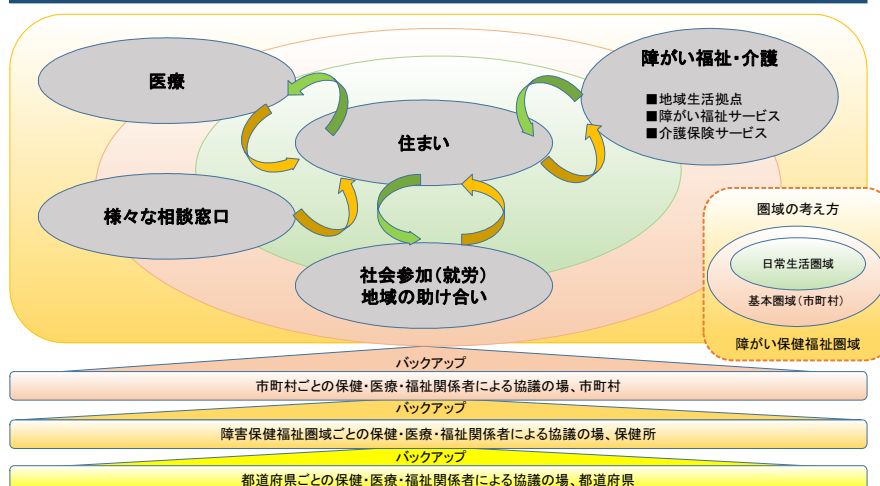 医療
障がい福祉・介護
■地域生活拠点
■障がい福祉サービス
■介護保険サービス
住まい
様々な相談窓口
社会参加(就労)
地域の助け合い
圏域の考え方
日常生活圏域
基本圏域(市町村)
障がい保健福祉圏域
バックアップ
市町村ごとの保健・医療・福祉関係者による協議の場、市町村
バックアップ
障害保健福祉圏域ごとの保健・医療・福祉関係者による協議の場、保健所
バックアップ
都道府県ごとの保健・医療・福祉関係者による協議の場、都道府県